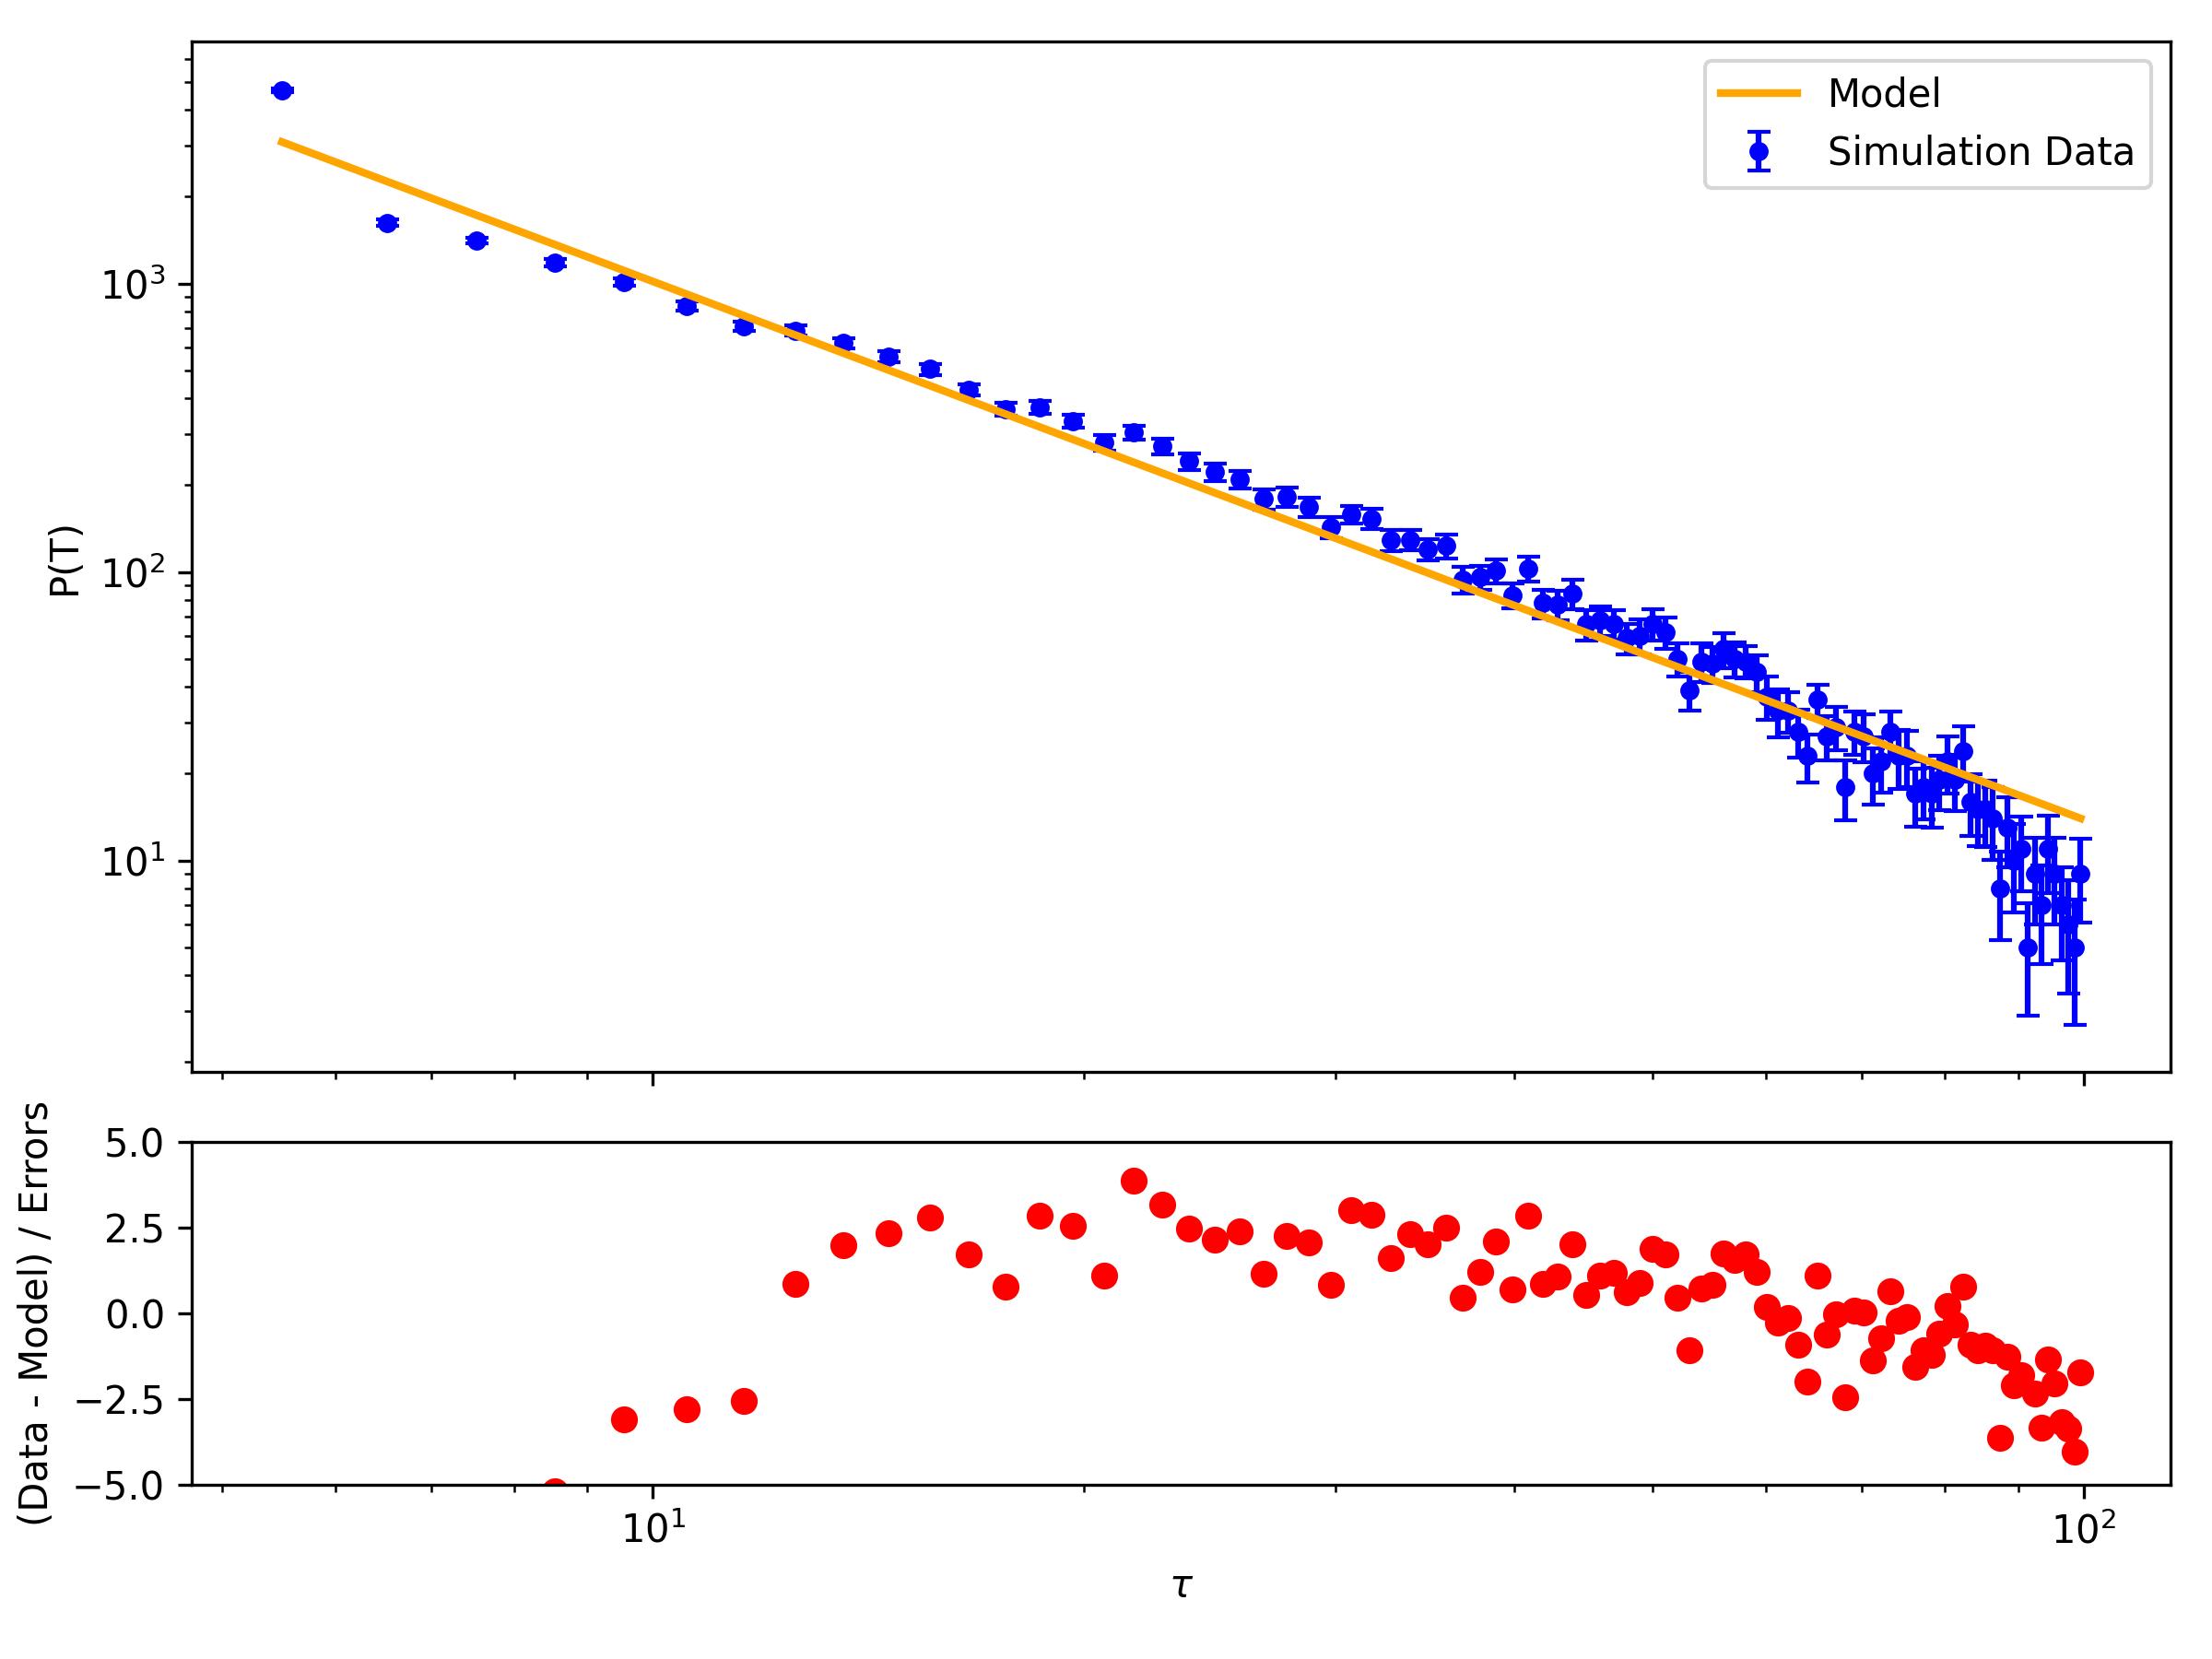 Model
Simulation Data
P(T)
10³
10²
10¹
(Data - Model) / Errors
5.0
2.5
0.0
−2.5
−5.0
10¹
10²
τ